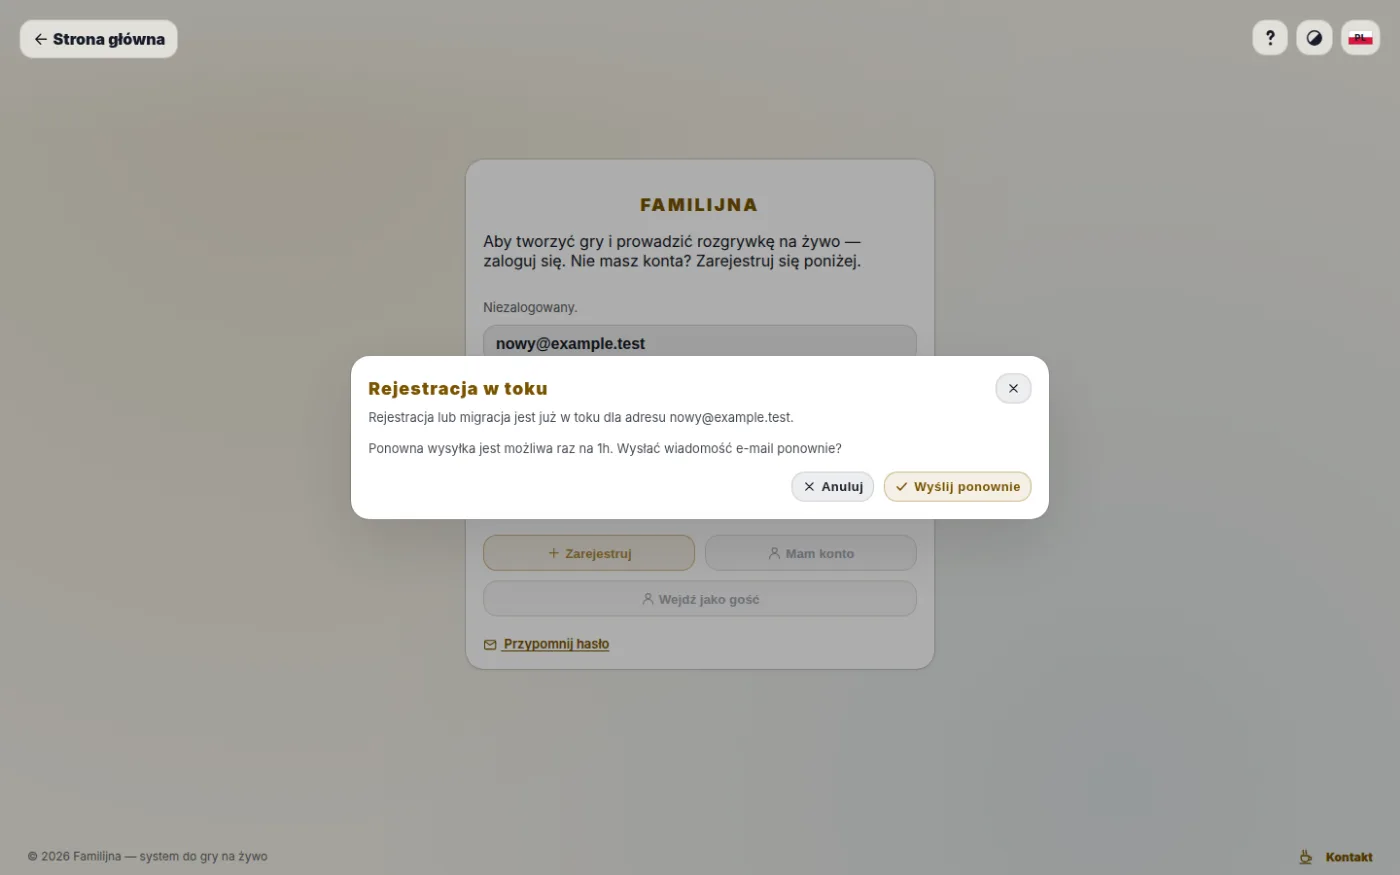 ← Strona główna
?
PL
FAMILIJNA
Aby tworzyć gry i prowadzić rozgrywkę na żywo —
zaloguj się. Nie masz konta? Zarejestruj się poniżej.
Niezalogowany.
nowy@example.test
Rejestracja w toku
Rejestracja lub migracja jest już w toku dla adresu nowy@example.test.
Ponowna wysyłka jest możliwa raz na 1h. Wysłać wiadomość e-mail ponownie?
Anuluj
Wyślij ponownie
Zarejestruj
Mam konto
Wejdź jako gość
Przypomnij hasło
© 2026 Familijna — system do gry na żywo
Kontakt